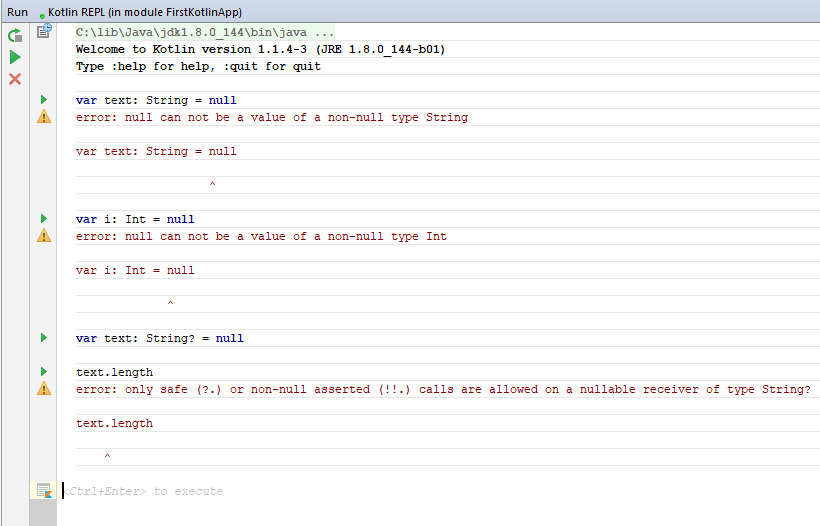 Run Kotlin REPL (in module FirstKotlinApp)
C:\lib\Java\jdk1.8.0_144\bin\java ...
Welcome to Kotlin version 1.1.4-3 (JRE 1.8.0_144-b01)
Type :help for help, :quit for quit
var text: String = null
error: null can not be a value of a non-null type String
var text: String = null
^
var i: Int = null
error: null can not be a value of a non-null type Int
var i: Int = null
^
var text: String? = null
text.length
error: only safe (?.) or non-null asserted (!!.) calls are allowed on a nullable receiver of type String?
text.length
^
<Ctrl+Enter> to execute